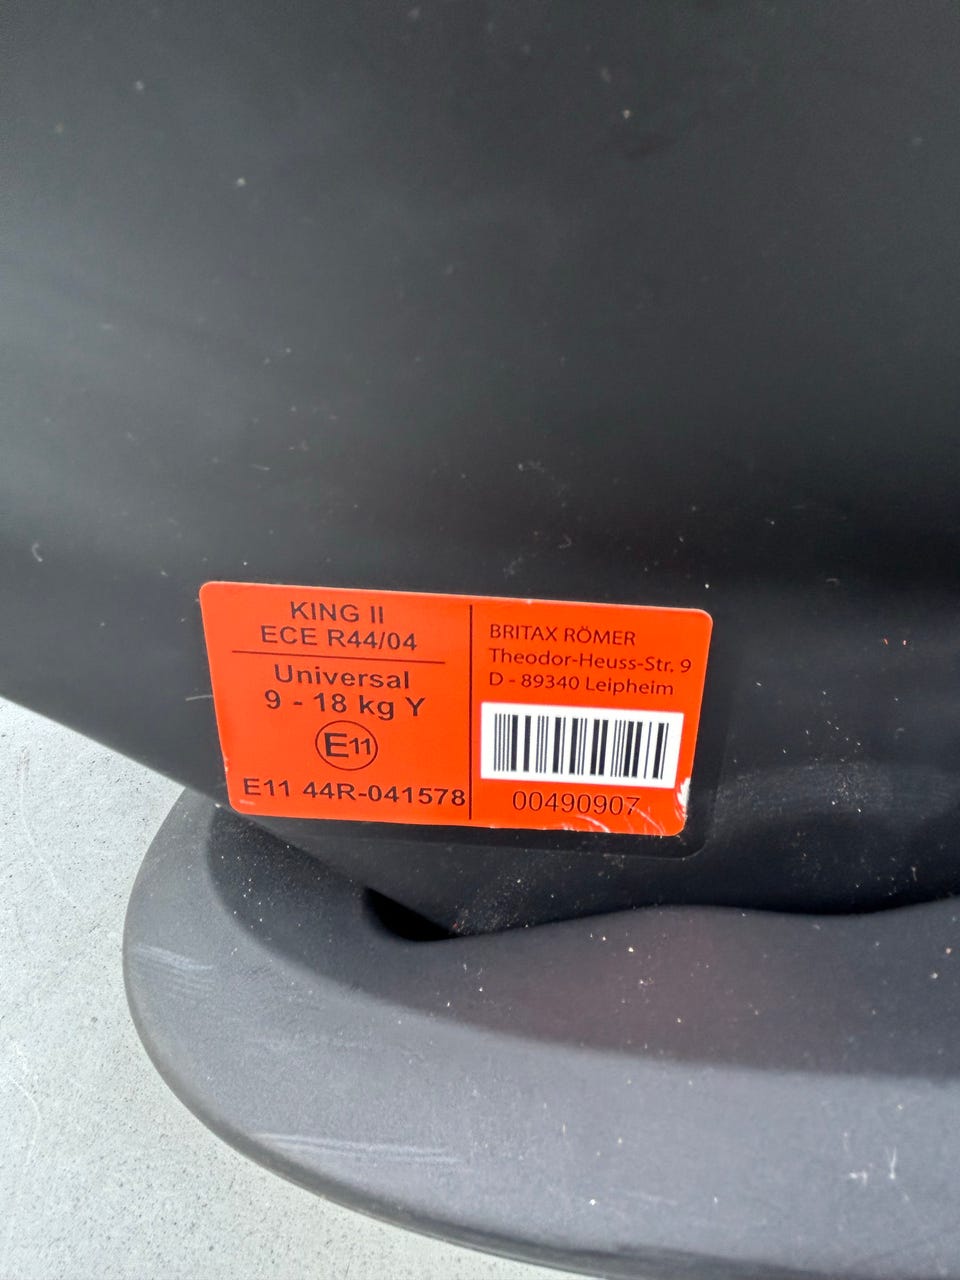 KING II
ECE R44/04
Universal
9 - 18 kg Y
E11
E11 44R-041578
BRITAX RÖMER
Theodor-Heuss-Str. 9
D - 89340 Leipheim
00490907